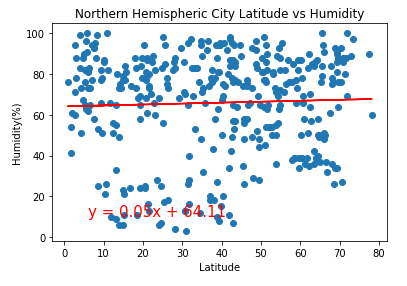 Northern Hemispheric City Latitude vs Humidity
100
80
60
40
20
0
Humidity(%)
y = 0.05x + 64.11
0 10 20 30 40 50 60 70 80
Latitude